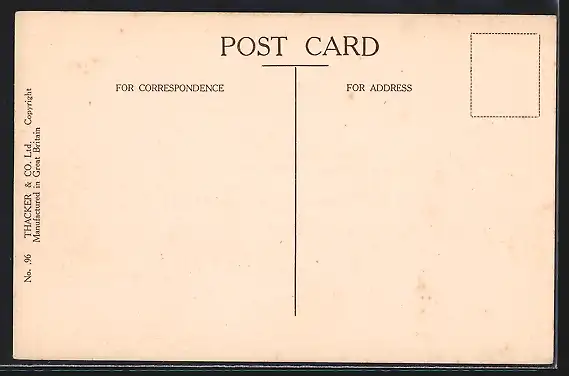 POST CARD
FOR CORRESPONDENCE
FOR ADDRESS
No. .96 THACKER & CO. Ltd. Copyright
Manufactured in Great Britain